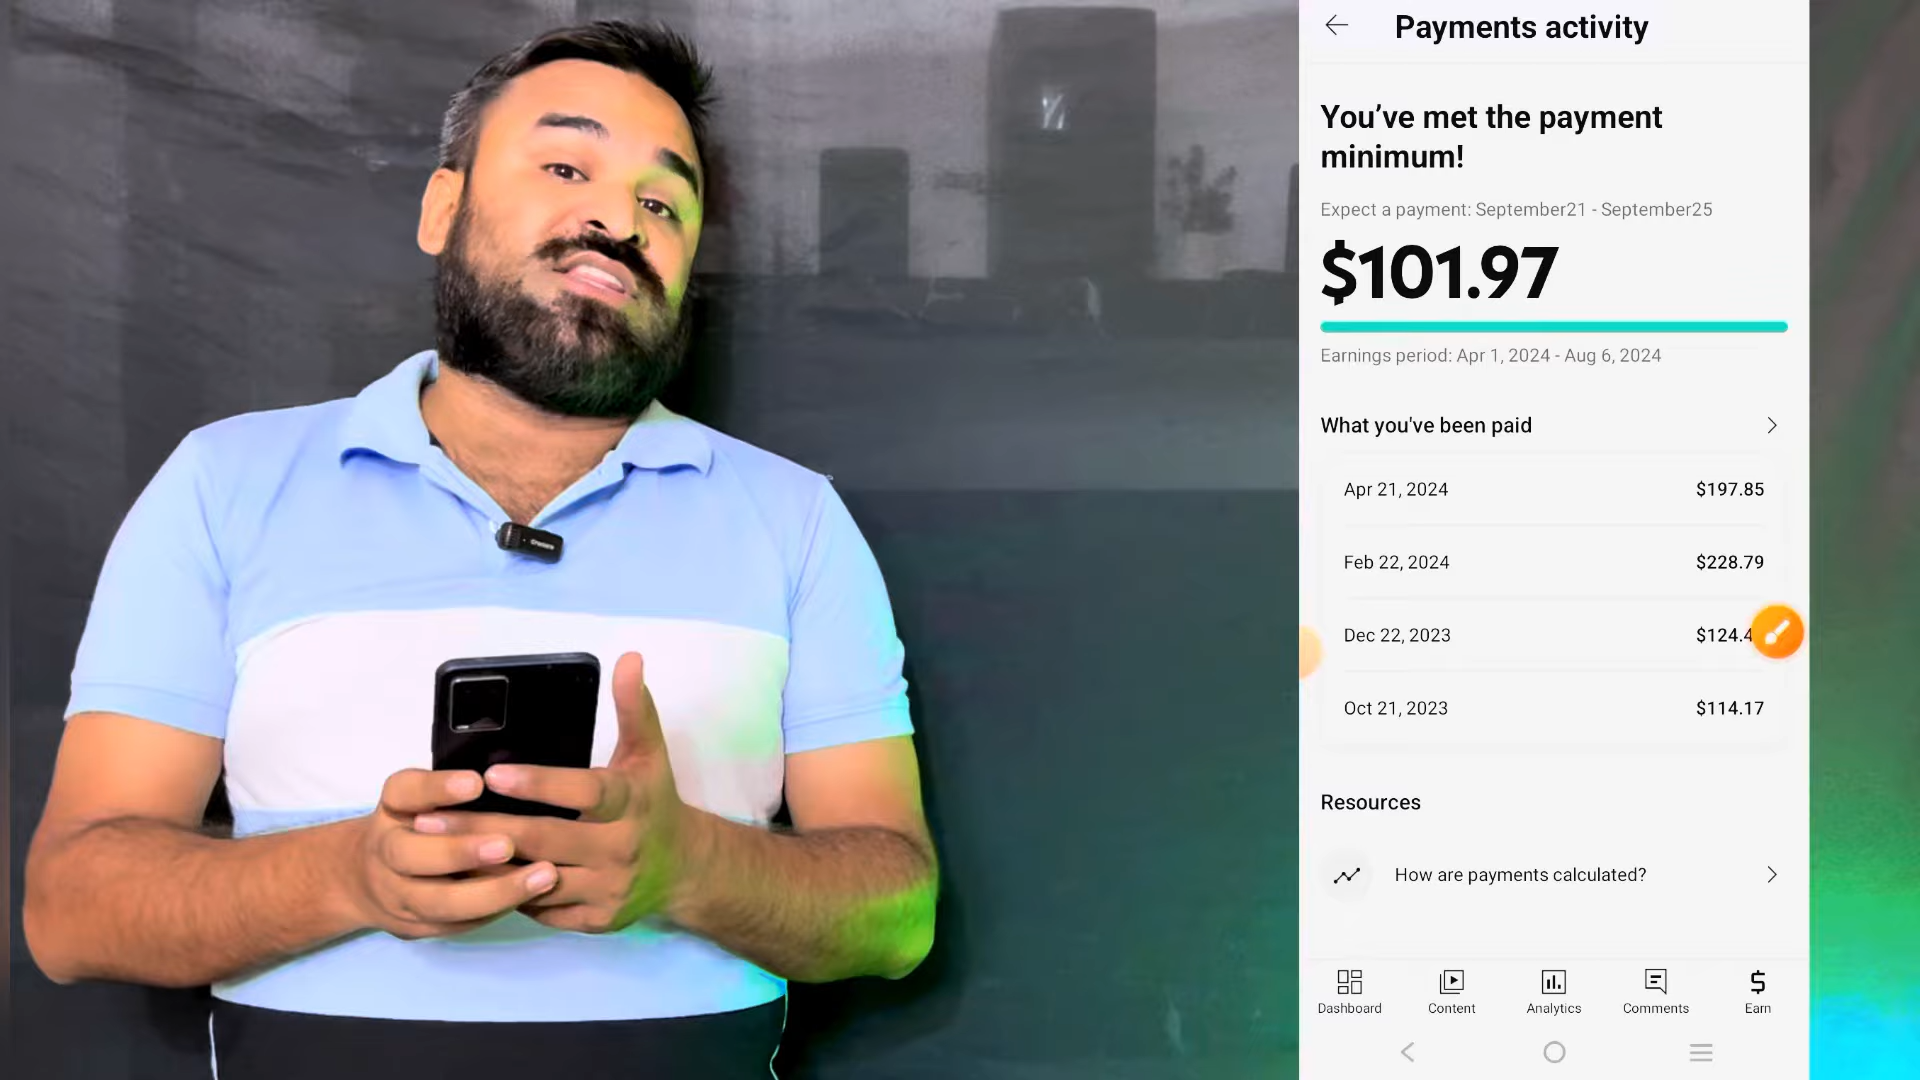 Payments activity
You’ve met the payment
minimum!
Expect a payment: September21 - September25
$101.97
Earnings period: Apr 1, 2024 - Aug 6, 2024
What you've been paid
Apr 21, 2024 $197.85
Feb 22, 2024 $228.79
Dec 22, 2023 $124.4
Oct 21, 2023 $114.17
Resources
How are payments calculated?
Dashboard Content Analytics Comments Earn